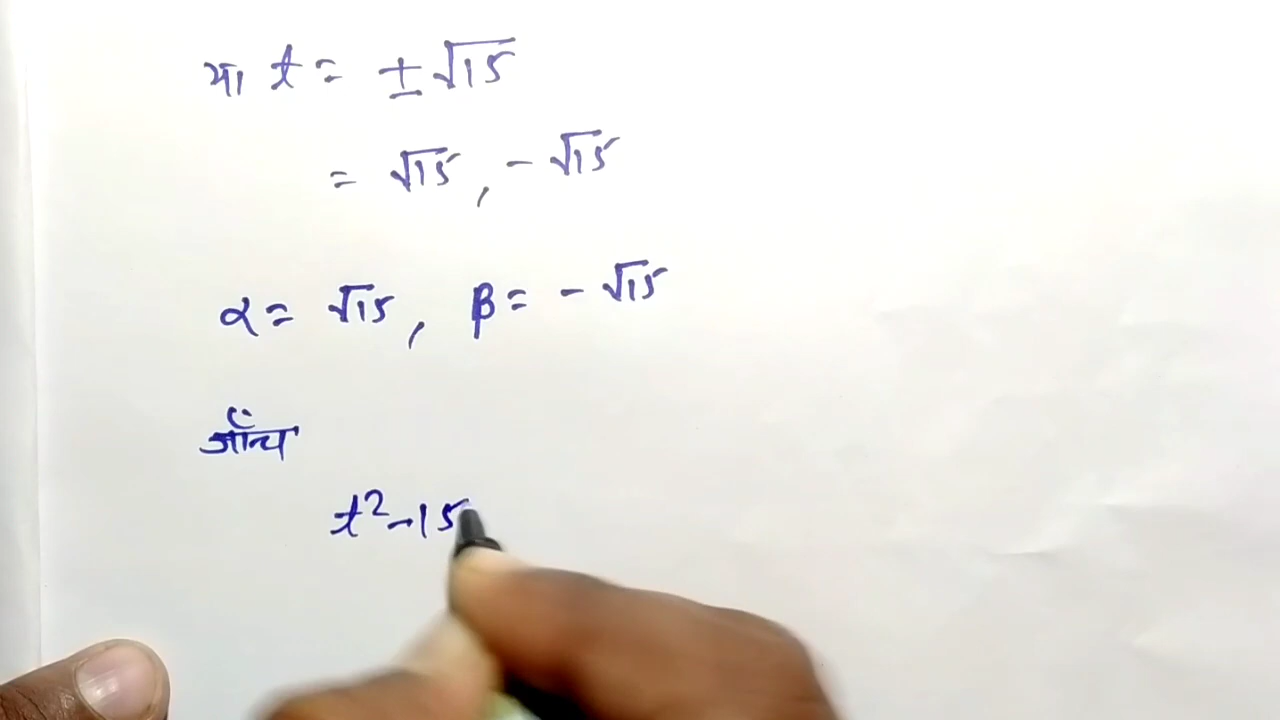 या t = ±√15
= √15, -√15
α = √15, β = -√15
जाँच
t²-15